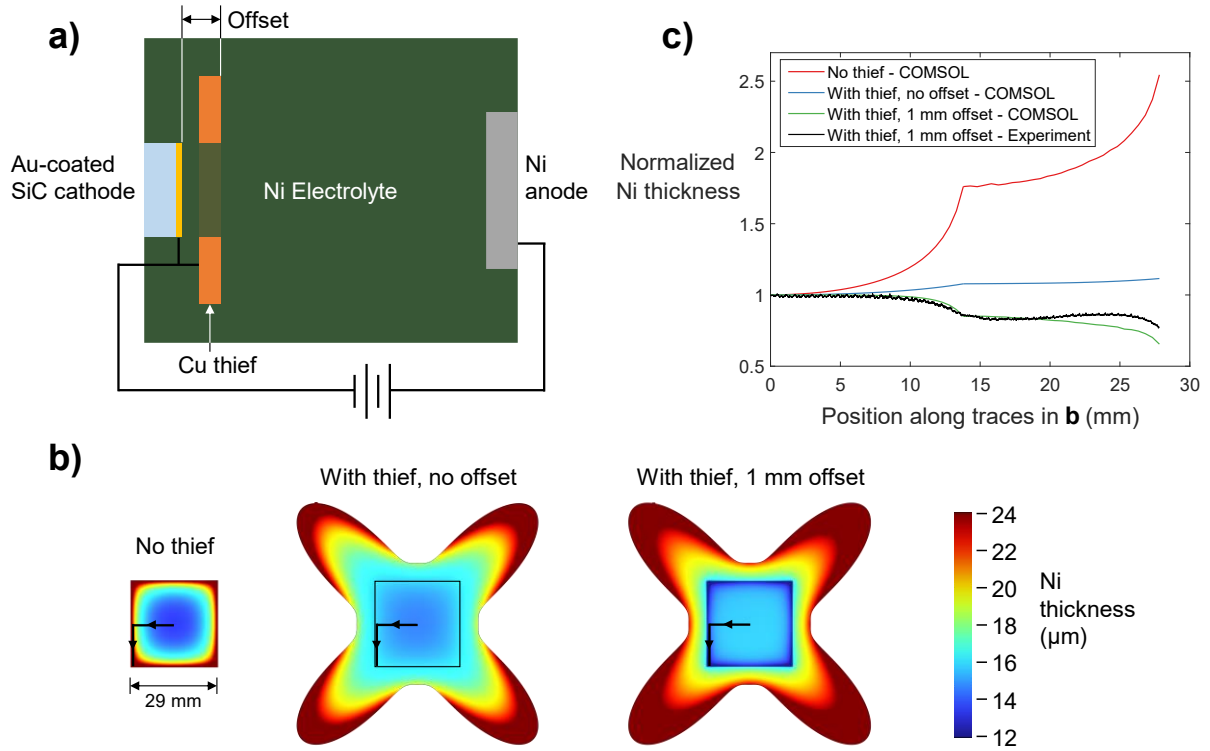 a)
Offset
Au-coated
SiC cathode
Ni Electrolyte
Ni
anode
Cu thief
c)
Normalized
Ni thickness
2.5
2
1.5
1
0.5
No thief - COMSOL
With thief, no offset - COMSOL
With thief, 1 mm offset - COMSOL
With thief, 1 mm offset - Experiment
0 5 10 15 20 25 30
Position along traces in b (mm)
b)
No thief
With thief, no offset
With thief, 1 mm offset
29 mm
24
22
20
18
16
14
12
Ni
thickness
(μm)